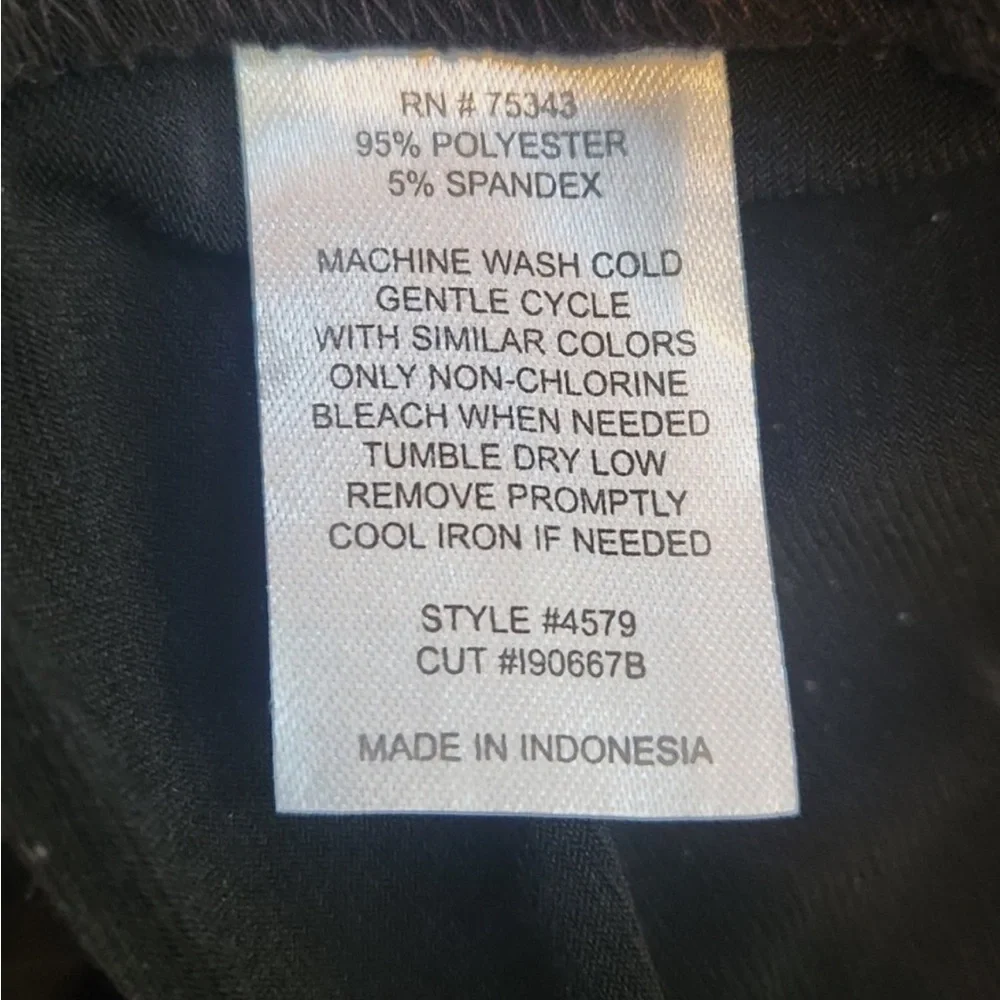 RN # 75343
95% POLYESTER
5% SPANDEX
MACHINE WASH COLD
GENTLE CYCLE
WITH SIMILAR COLORS
ONLY NON-CHLORINE
BLEACH WHEN NEEDED
TUMBLE DRY LOW
REMOVE PROMPTLY
COOL IRON IF NEEDED
STYLE #4579
CUT #I90667B
MADE IN INDONESIA